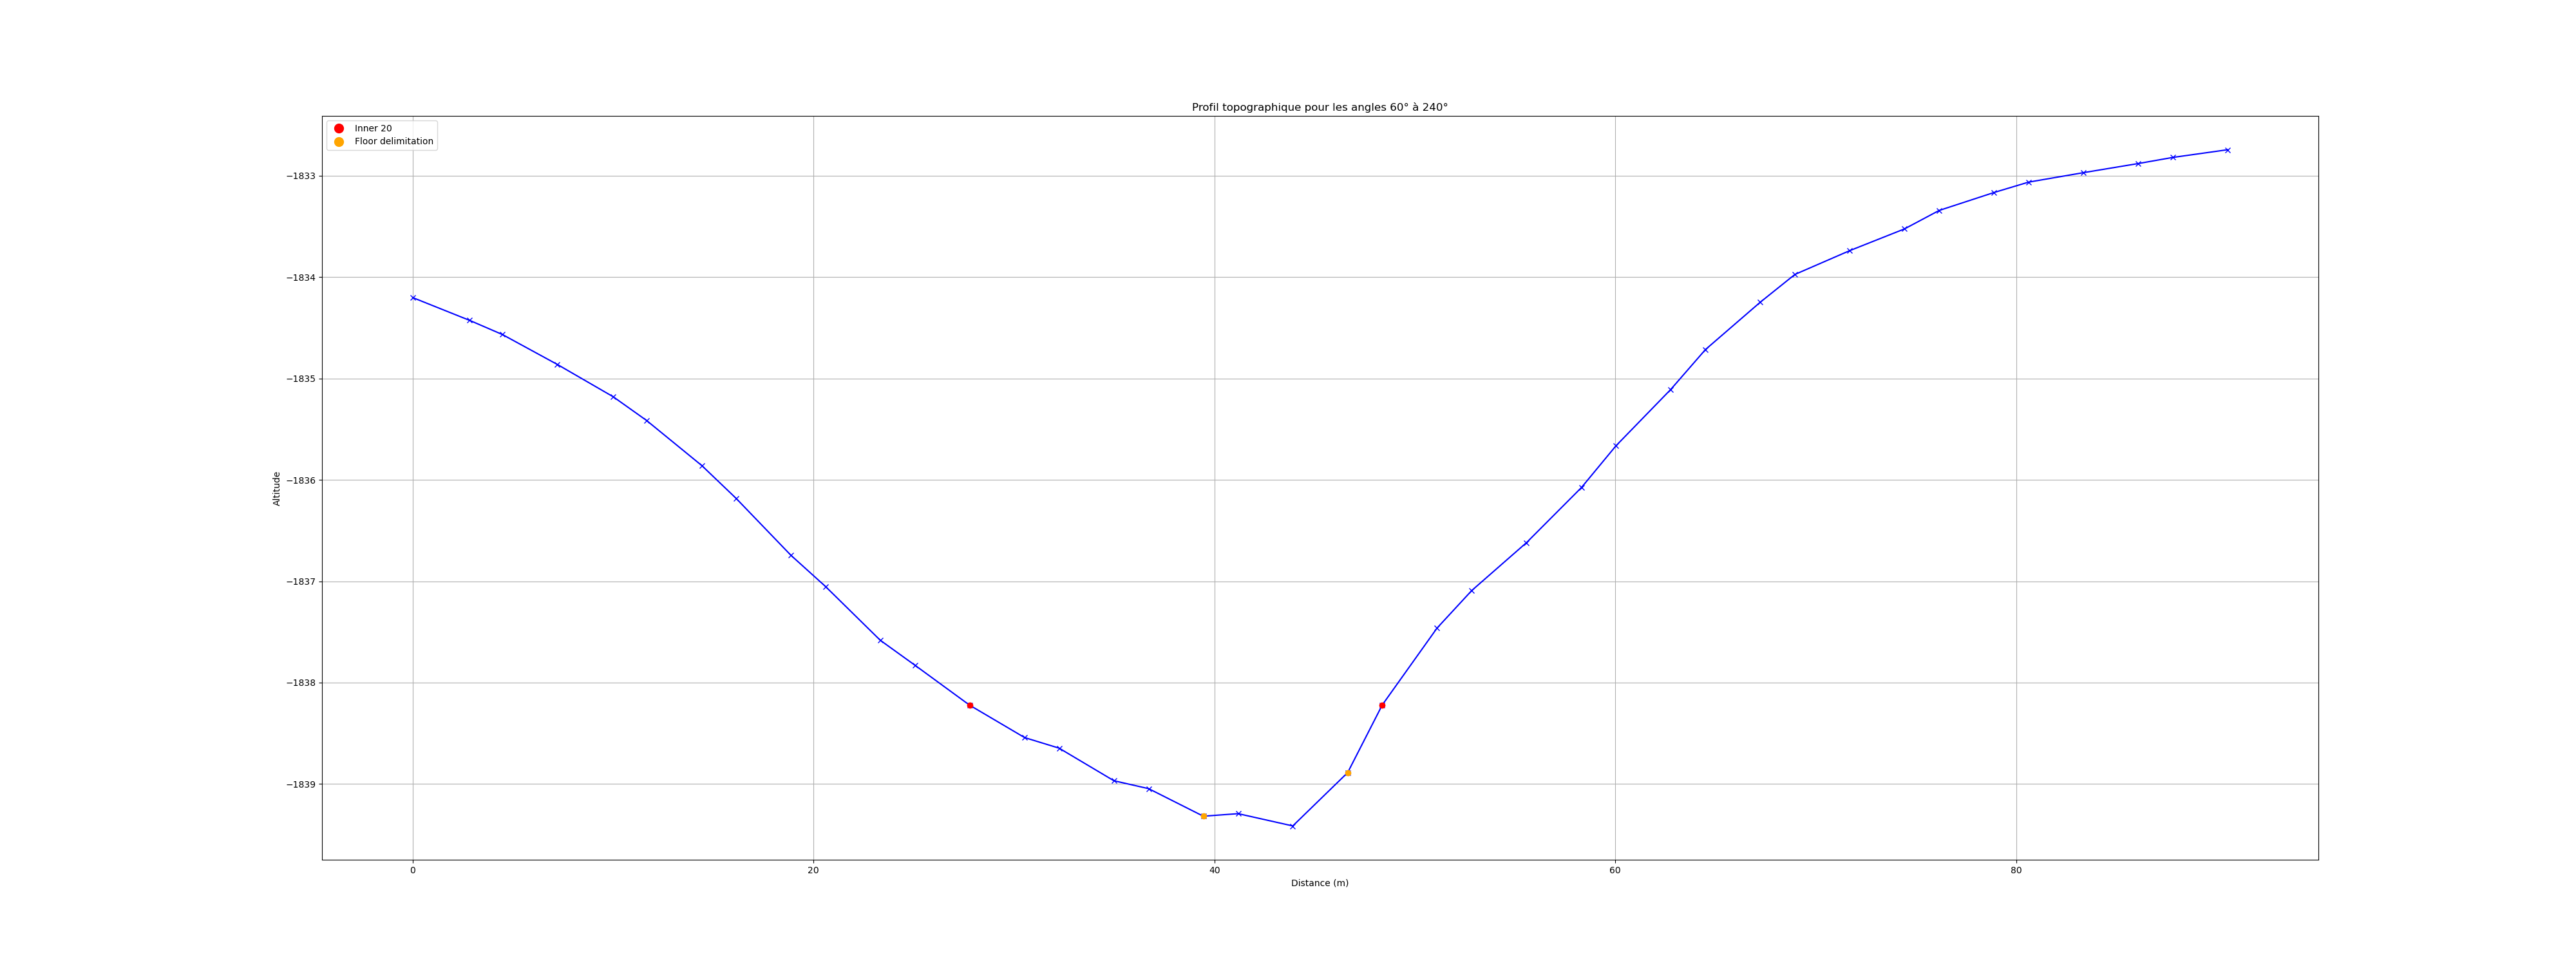 Profil topographique pour les angles 60° à 240°
Inner 20
Floor delimitation
−1833
−1834
−1835
−1836
−1837
−1838
−1839
Altitude
0 20 40 60 80
Distance (m)